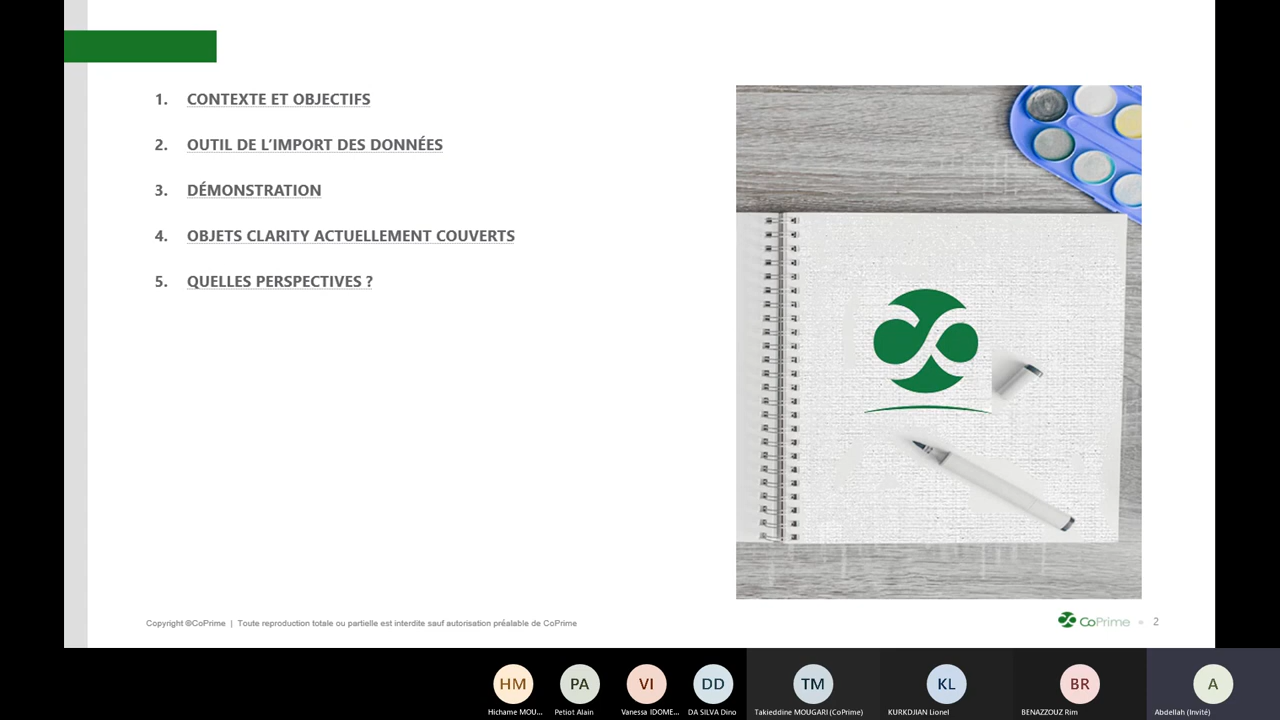 1. CONTEXTE ET OBJECTIFS
2. OUTIL DE L’IMPORT DES DONNÉES
3. DÉMONSTRATION
4. OBJETS CLARITY ACTUELLEMENT COUVERTS
5. QUELLES PERSPECTIVES ?
Copyright ©CoPrime | Toute reproduction totale ou partielle est interdite sauf autorisation préalable de CoPrime
CoPrime 2
HM PA VI DD TM KL BR A
Hichame MOU... Petiot Alain Vanessa IDOME... DA SILVA Dino Takieddine MOUGARI (CoPrime) KURKDJIAN Lionel BENAZZOUZ Rim Abdellah (Invité)